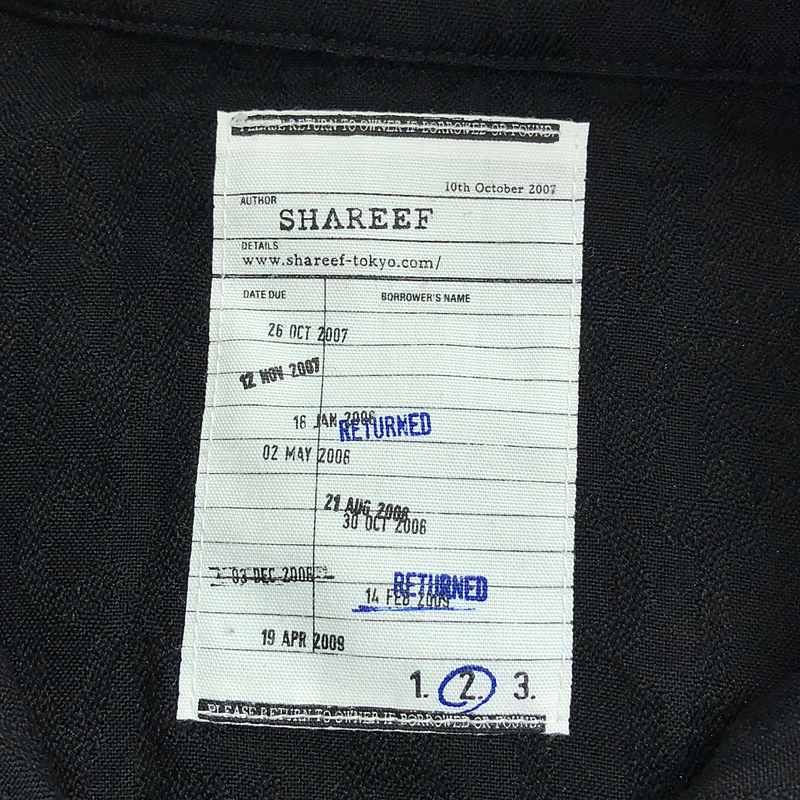 PLEASE RETURN TO OWNER IF BORROWED OR FOUND.
10th October 2007
AUTHOR
SHAREEF
DETAILS
www.shareef-tokyo.com/
DATE DUE BORROWER'S NAME
26 OCT 2007
12 NOV 2007
16 JAN 2006
RETURNED
02 MAY 2006
21 AUG 2006
30 OCT 2006
03 DEC 2006
RETURNED
14 FEB 2009
19 APR 2009
1. 2. 3.
PLEASE RETURN TO OWNER IF BORROWED OR FOUND.